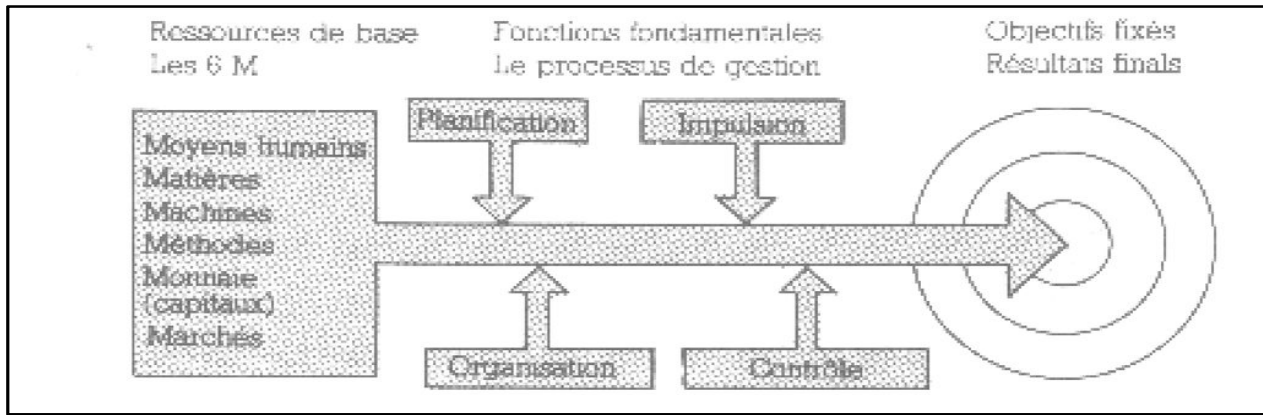 Ressources de base
Les 6 M
Fonctions fondamentales
Le processus de gestion
Objectifs fixés
Résultats finals
Planification
Impulsion
Moyens humains
Matières
Machines
Méthodes
Monnaie
(capitaux)
Marchés
Organisation
Contrôle